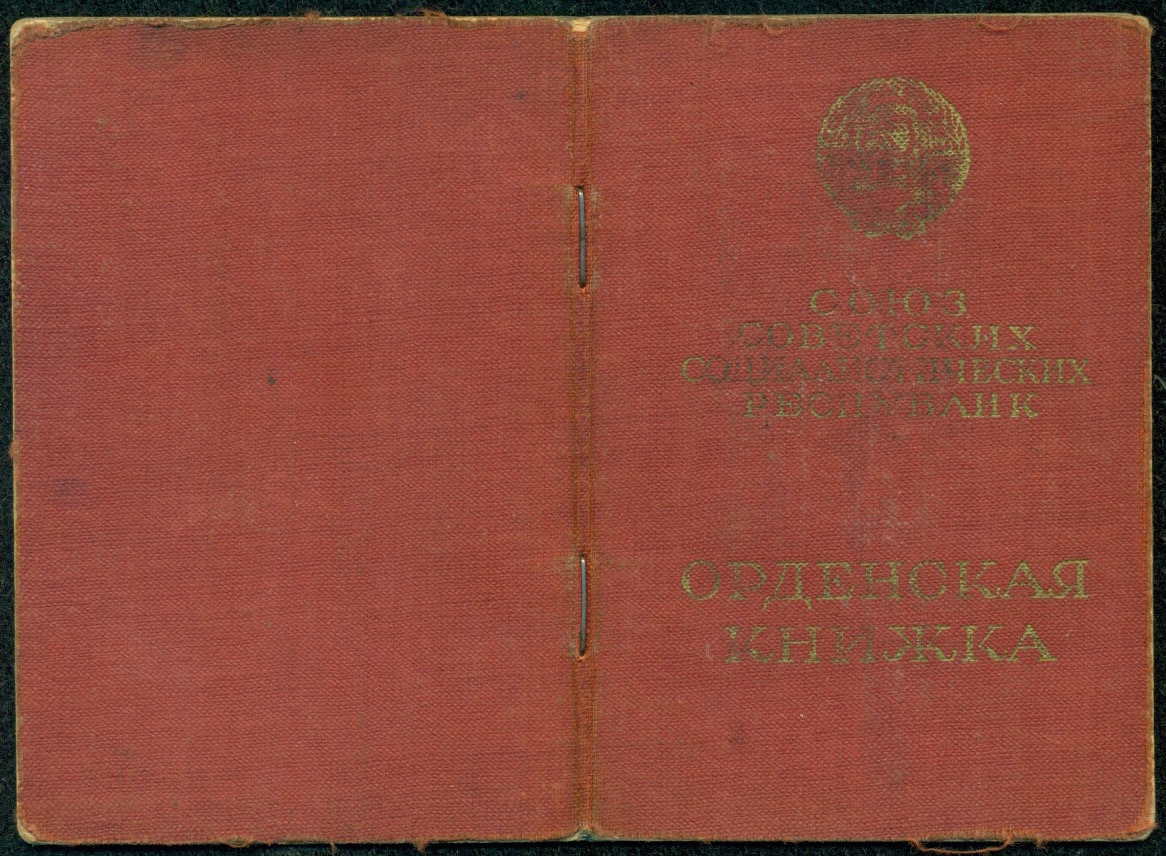 СОЮЗ
СОВЕТСКИХ
СОЦИАЛИСТИЧЕСКИХ
РЕСПУБЛИК
ОРДЕНСКАЯ
КНИЖКА